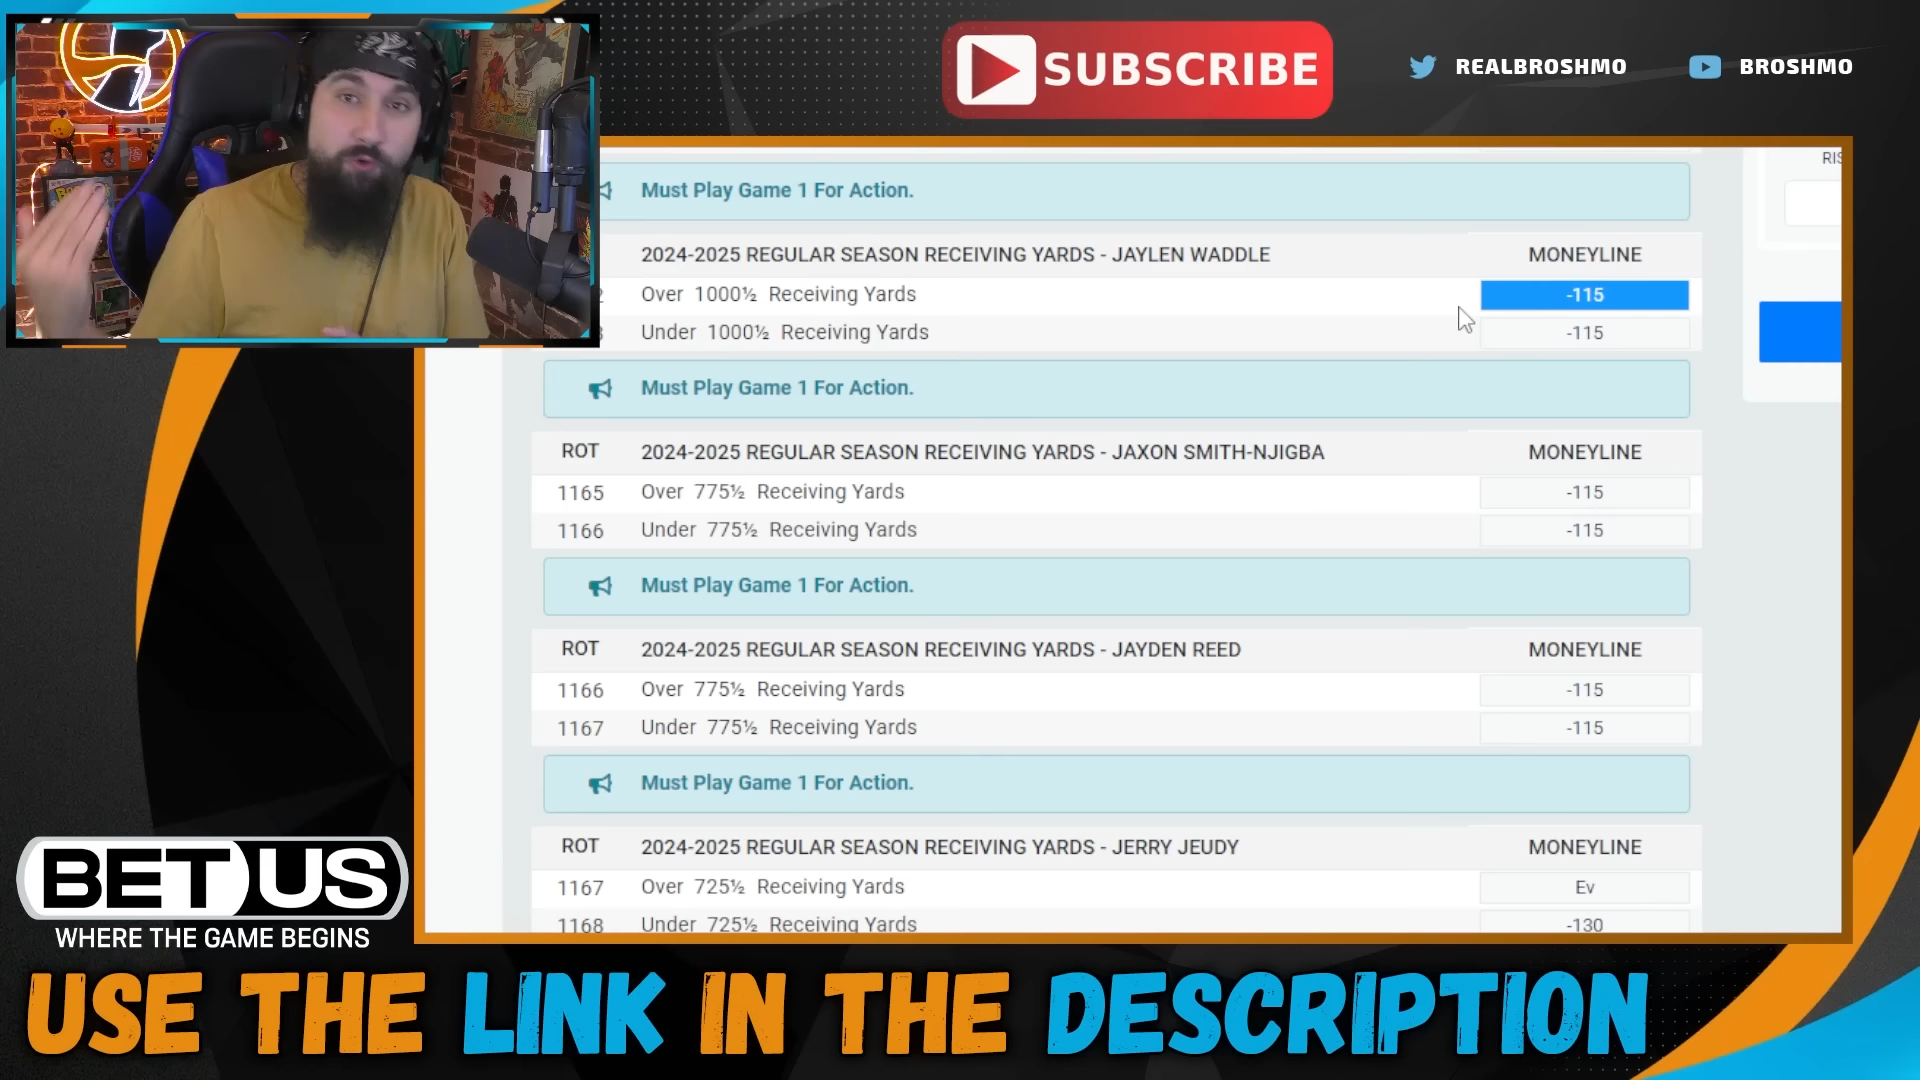 SUBSCRIBE
REALBROSHMO
BROSHMO
Must Play Game 1 For Action.
2024-2025 REGULAR SEASON RECEIVING YARDS - JAYLEN WADDLE MONEYLINE
Over 1000½ Receiving Yards -115
Under 1000½ Receiving Yards -115
Must Play Game 1 For Action.
ROT 2024-2025 REGULAR SEASON RECEIVING YARDS - JAXON SMITH-NJIGBA MONEYLINE
1165 Over 775½ Receiving Yards -115
1166 Under 775½ Receiving Yards -115
Must Play Game 1 For Action.
ROT 2024-2025 REGULAR SEASON RECEIVING YARDS - JAYDEN REED MONEYLINE
1166 Over 775½ Receiving Yards -115
1167 Under 775½ Receiving Yards -115
Must Play Game 1 For Action.
ROT 2024-2025 REGULAR SEASON RECEIVING YARDS - JERRY JEUDY MONEYLINE
1167 Over 725½ Receiving Yards Ev
1168 Under 725½ Receiving Yards -130
BET US
WHERE THE GAME BEGINS
USE THE LINK IN THE DESCRIPTION